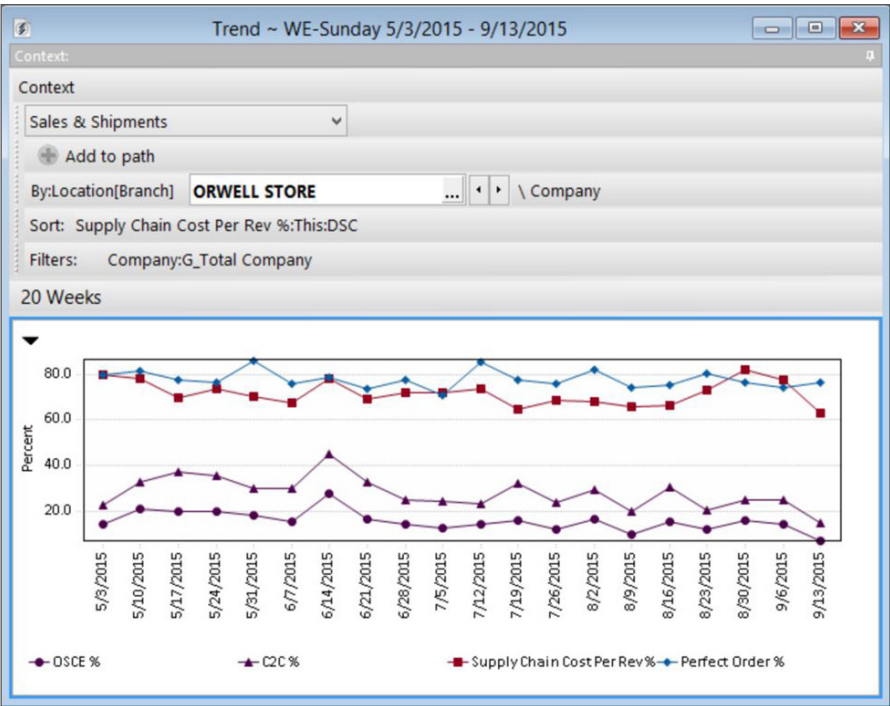 Trend ~ WE-Sunday 5/3/2015 - 9/13/2015
Context:
Context
Sales & Shipments
Add to path
By:Location[Branch] ORWELL STORE ... \ Company
Sort: Supply Chain Cost Per Rev %:This:DSC
Filters: Company:G_Total Company
20 Weeks
80.0
60.0
40.0
20.0
Percent
5/3/2015 5/10/2015 5/17/2015 5/24/2015 5/31/2015 6/7/2015 6/14/2015 6/21/2015 6/28/2015 7/5/2015 7/12/2015 7/19/2015 7/26/2015 8/2/2015 8/9/2015 8/16/2015 8/23/2015 8/30/2015 9/6/2015 9/13/2015
OSCE % C2C % Supply Chain Cost Per Rev % Perfect Order %